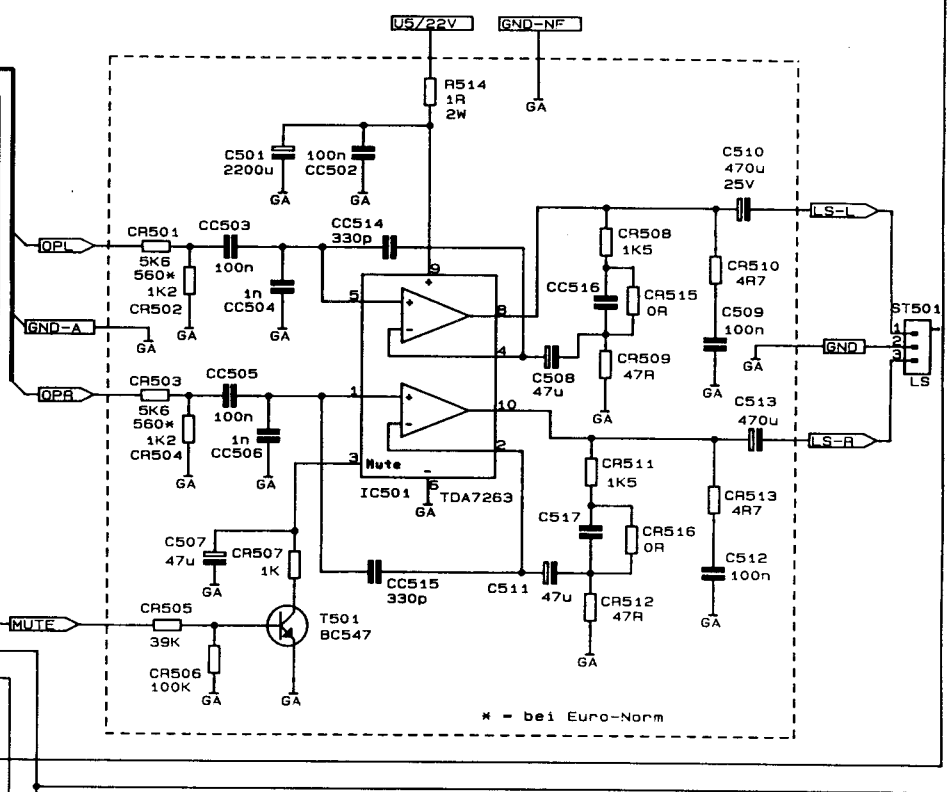 U5/22V
GND-NF
R514
1R
2W
GA
C501
2200u
100n
CC502
GA
GA
C510
470u
25V
LS-L
OPL
CR501
5K6
560*
1K2
CR502
CC503
100n
1n
CC504
CC514
330p
GA
GA
9
+
5
+
-
8
4
CR508
1K5
CC516
CR515
0R
CR509
47R
C508
47u
GA
CR510
4R7
C509
100n
GA
ST501
1
2
3
LS
GND-A
GA
GND
GA
OPR
CR503
5K6
560*
1K2
CR504
CC505
100n
1n
CC506
GA
GA
1
+
-
10
2
3
Mute
-
6
IC501
TDA7263
GA
C513
470u
LS-R
CR511
1K5
C517
CR516
0R
CR512
47R
C511
47u
GA
CR513
4R7
C512
100n
GA
CC515
330p
C507
47u
GA
CR507
1K
MUTE
CR505
39K
T501
BC547
CR506
100K
GA
GA
* = bei Euro-Norm